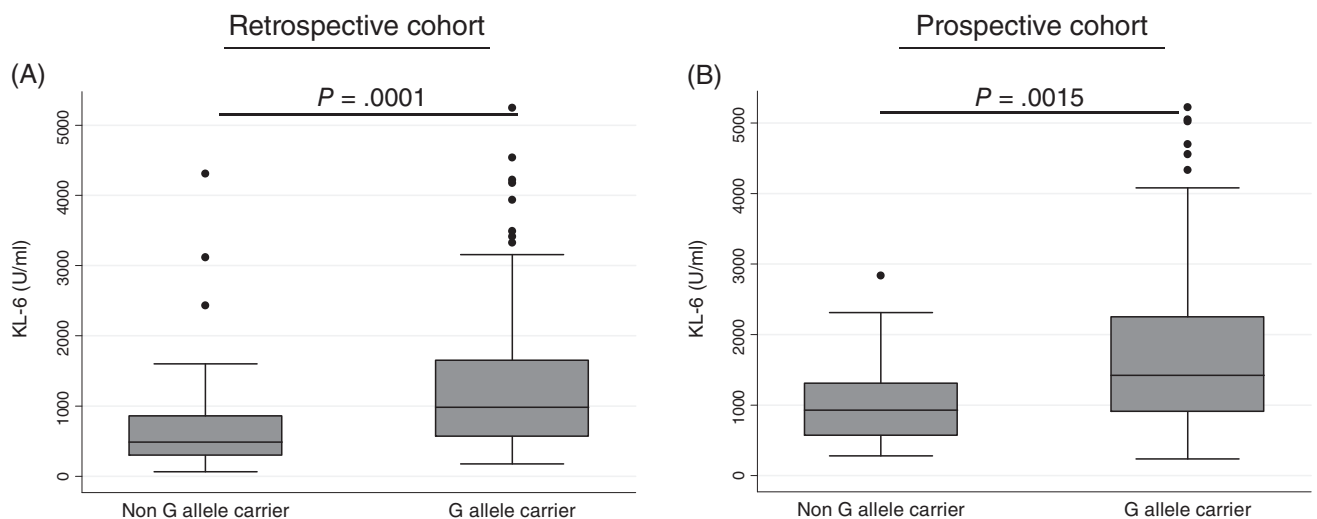 Retrospective cohort
Prospective cohort
(A)
P = .0001
KL-6 (U/ml)
5000
4000
3000
2000
1000
0
Non G allele carrier
G allele carrier
(B)
P = .0015
KL-6 (U/ml)
5000
4000
3000
2000
1000
0
Non G allele carrier
G allele carrier